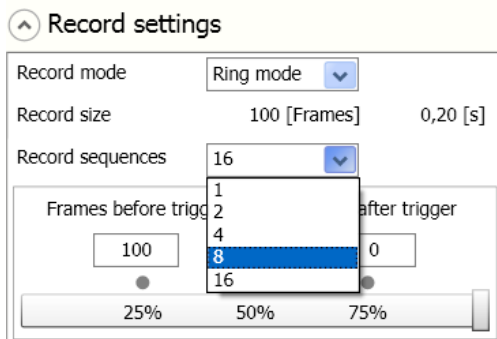 Record settings
Record mode Ring mode
Record size 100 [Frames] 0,20 [s]
Record sequences 16
1
Frames before trigg 2 after trigger
4
100 8 0
16
25% 50% 75%